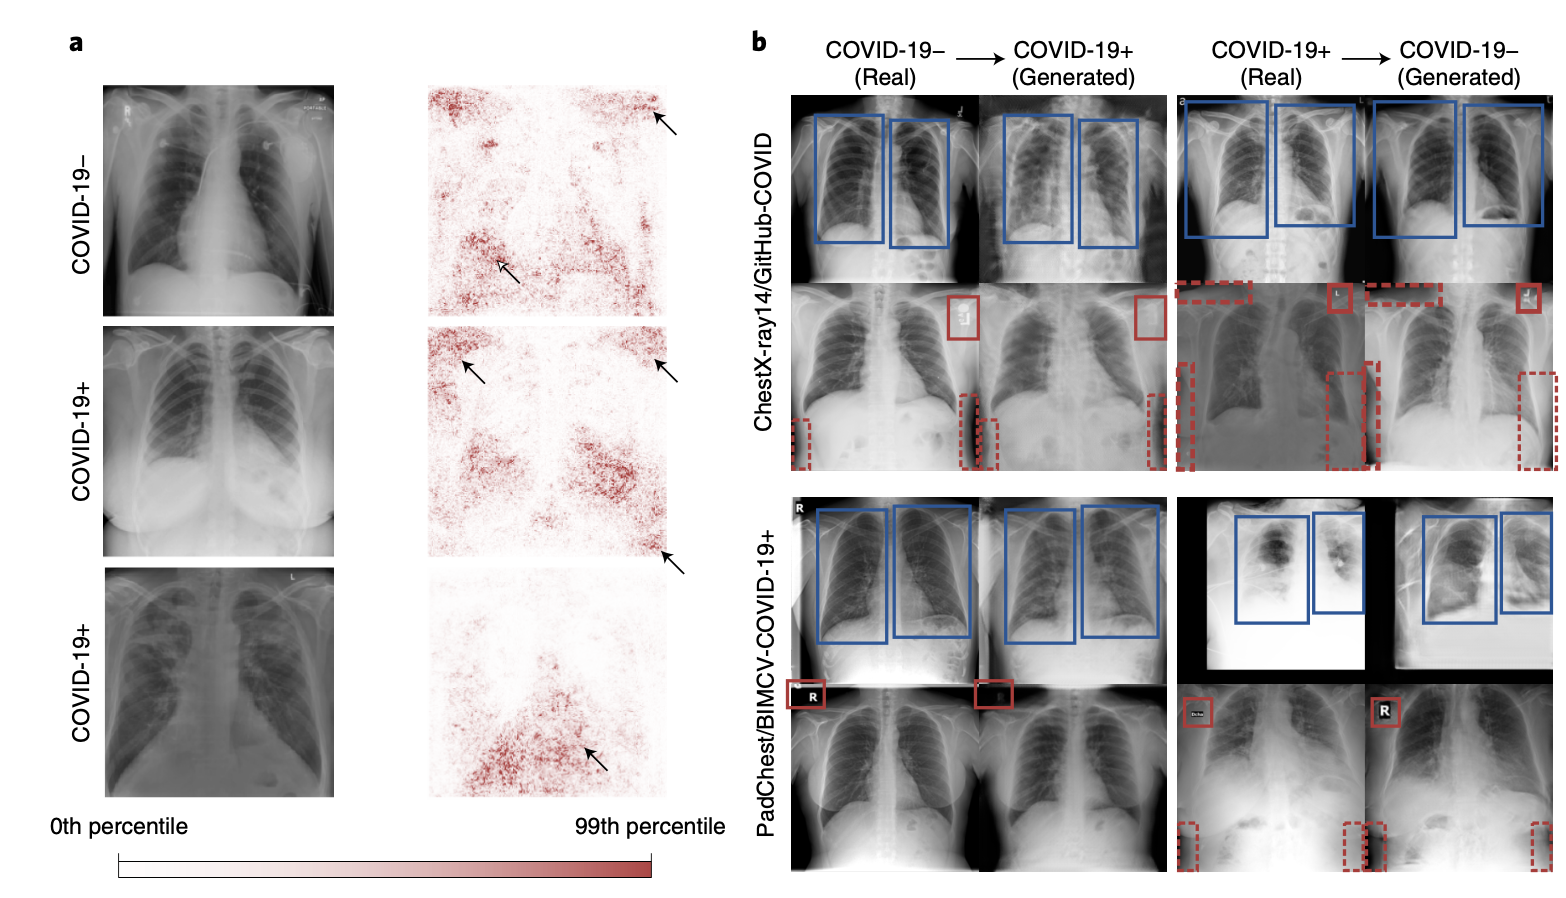 a
COVID-19–
COVID-19+
COVID-19+
0th percentile
99th percentile
b
COVID-19–
(Real)
COVID-19+
(Generated)
COVID-19+
(Real)
COVID-19–
(Generated)
ChestX-ray14/GitHub-COVID
PadChest/BIMCV-COVID-19+
R
L
L
R
R
R
R